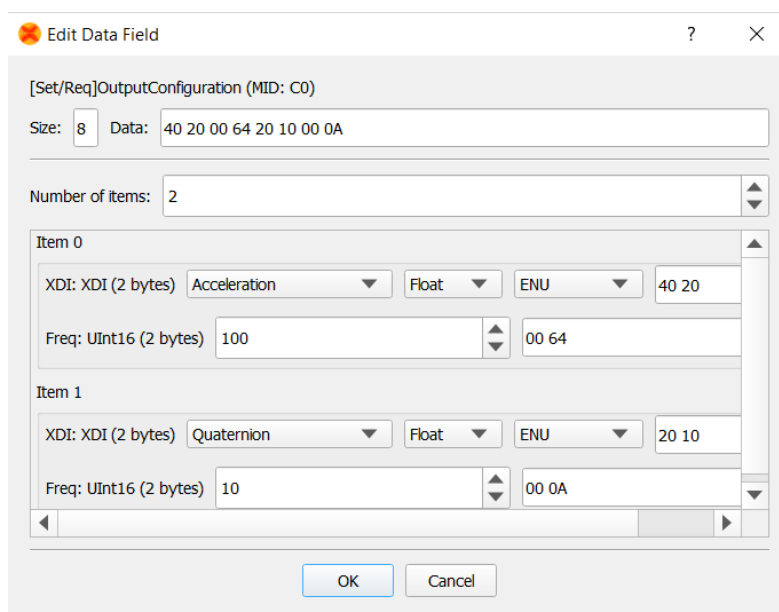 Edit Data Field ?
[Set/Req]OutputConfiguration (MID: C0)
Size: 8 Data: 40 20 00 64 20 10 00 0A
Number of items: 2
Item 0
XDI: XDI (2 bytes) Acceleration Float ENU 40 20
Freq: UInt16 (2 bytes) 100 00 64
Item 1
XDI: XDI (2 bytes) Quaternion Float ENU 20 10
Freq: UInt16 (2 bytes) 10 00 0A
OK Cancel